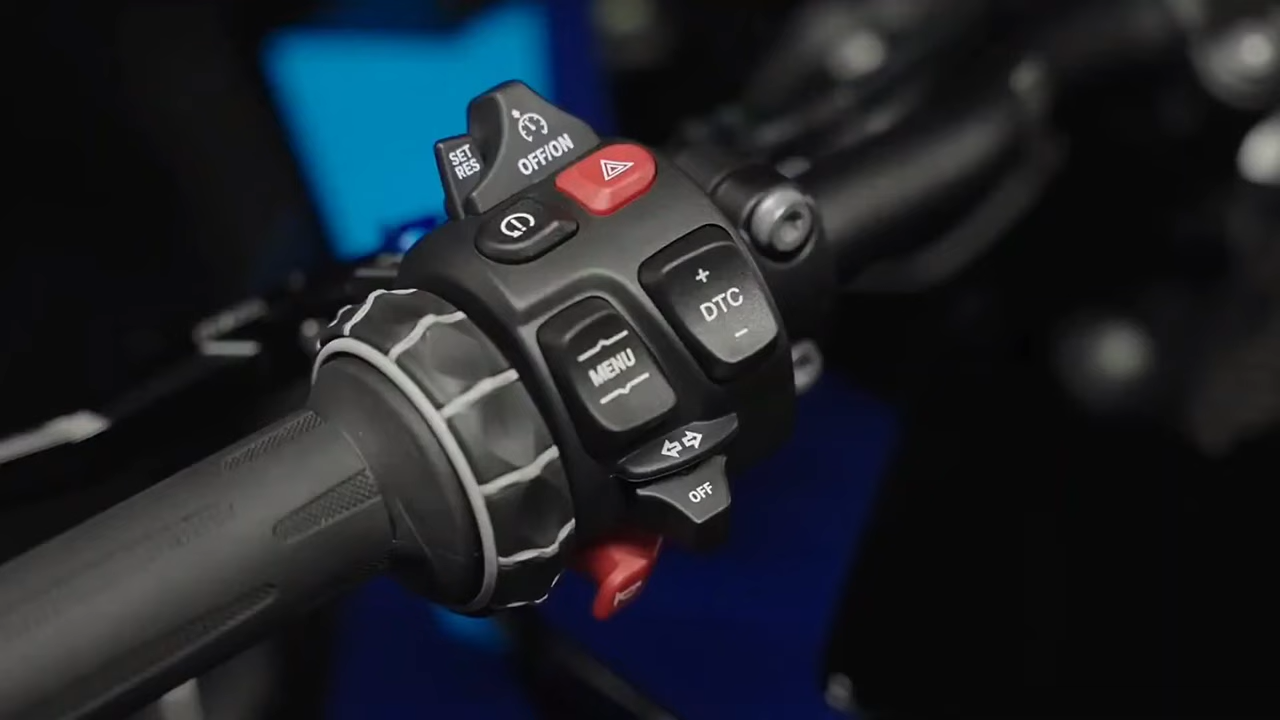 SET
RES
OFF/ON
+
DTC
-
MENU
OFF